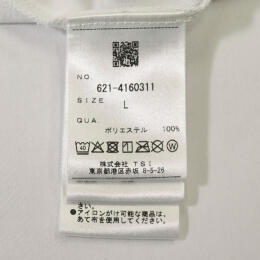 NO.
621-4160311
SIZE
L
QUA.
ポリエステル 100%
40
株式会社 TSI
東京都港区赤坂 8-5-26
さい。
●アイロンがけ可能な商品は、
あて布を使用してください。